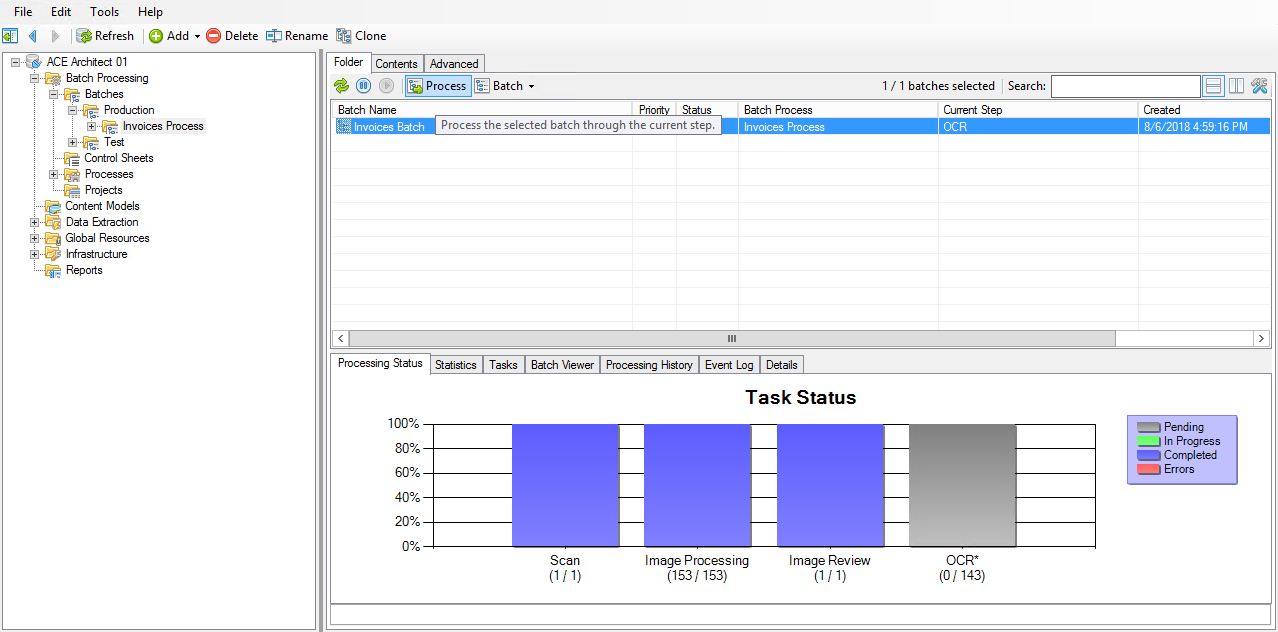 File Edit Tools Help
Refresh Add Delete Rename Clone
ACE Architect 01
Batch Processing
Batches
Production
Invoices Process
Test
Control Sheets
Processes
Projects
Content Models
Data Extraction
Global Resources
Infrastructure
Reports
Folder Contents Advanced
Process Batch 1 / 1 batches selected Search:
Batch Name Priority Status Batch Process Current Step Created
Invoices Batch Invoices Process OCR 8/6/2018 4:59:16 PM
Process the selected batch through the current step.
Processing Status Statistics Tasks Batch Viewer Processing History Event Log Details
Task Status
100%
80%
60%
40%
20%
0%
Scan Image Processing Image Review OCR*
(1 / 1) (153 / 153) (1 / 1) (0 / 143)
Pending
In Progress
Completed
Errors